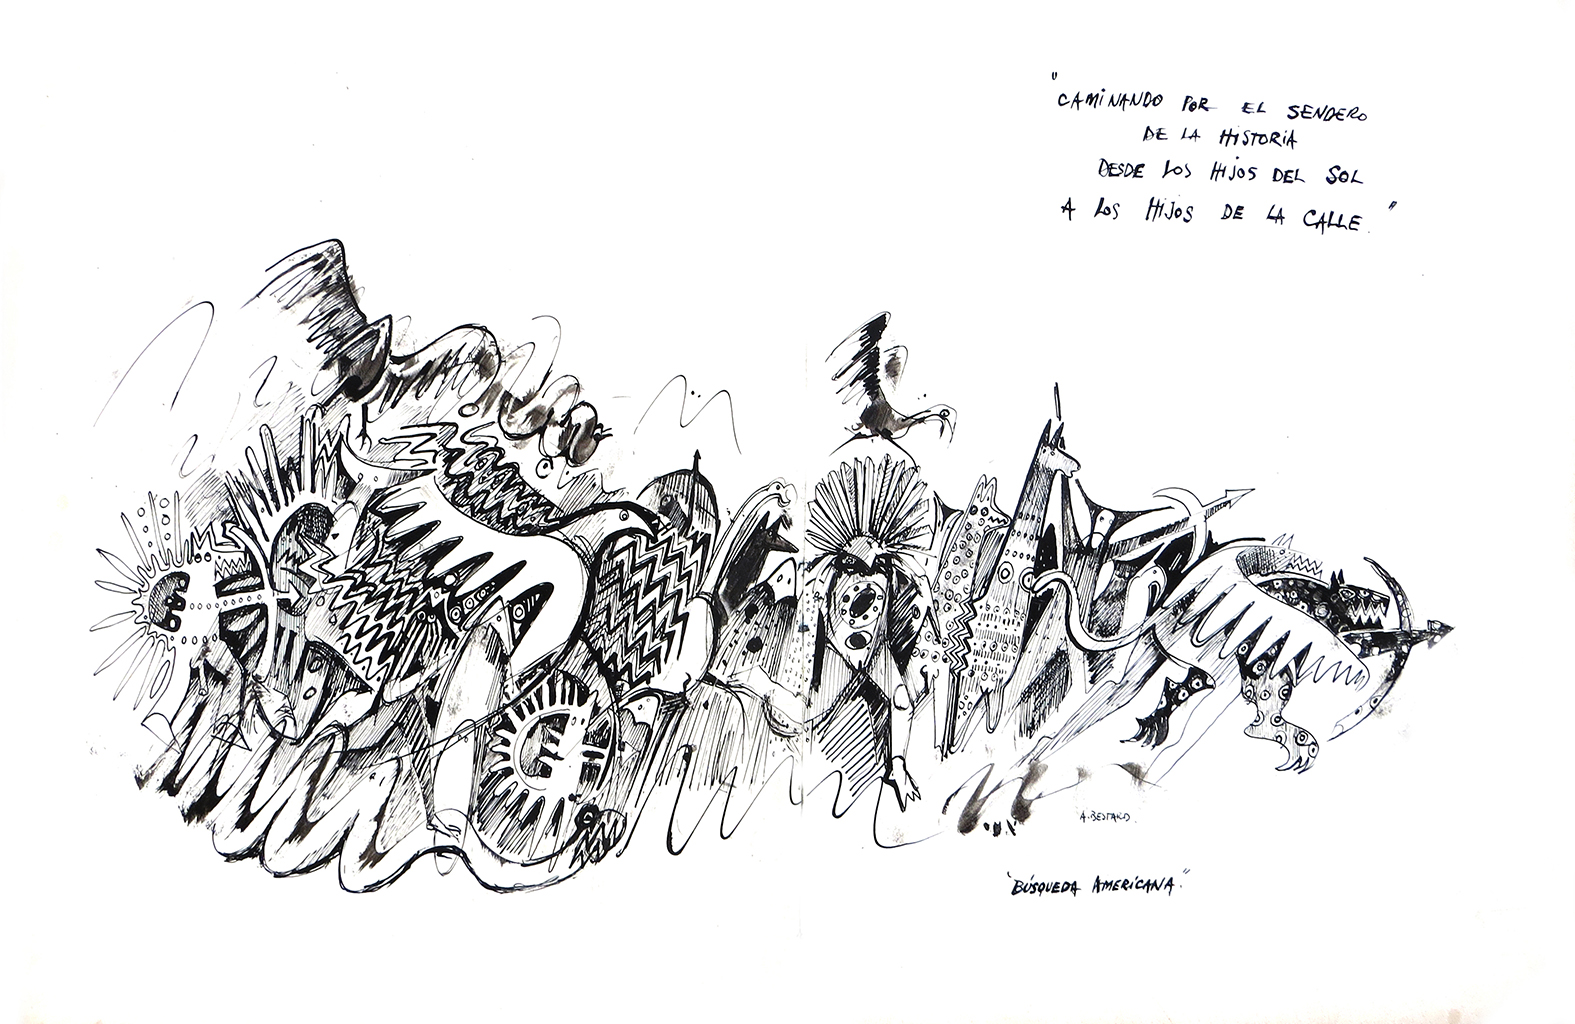 "CAMINANDO POR EL SENDERO
DE LA HISTORIA
DESDE LOS HIJOS DEL SOL
A LOS HIJOS DE LA CALLE."
A. BESTARD.
"BÚSQUEDA AMERICANA."